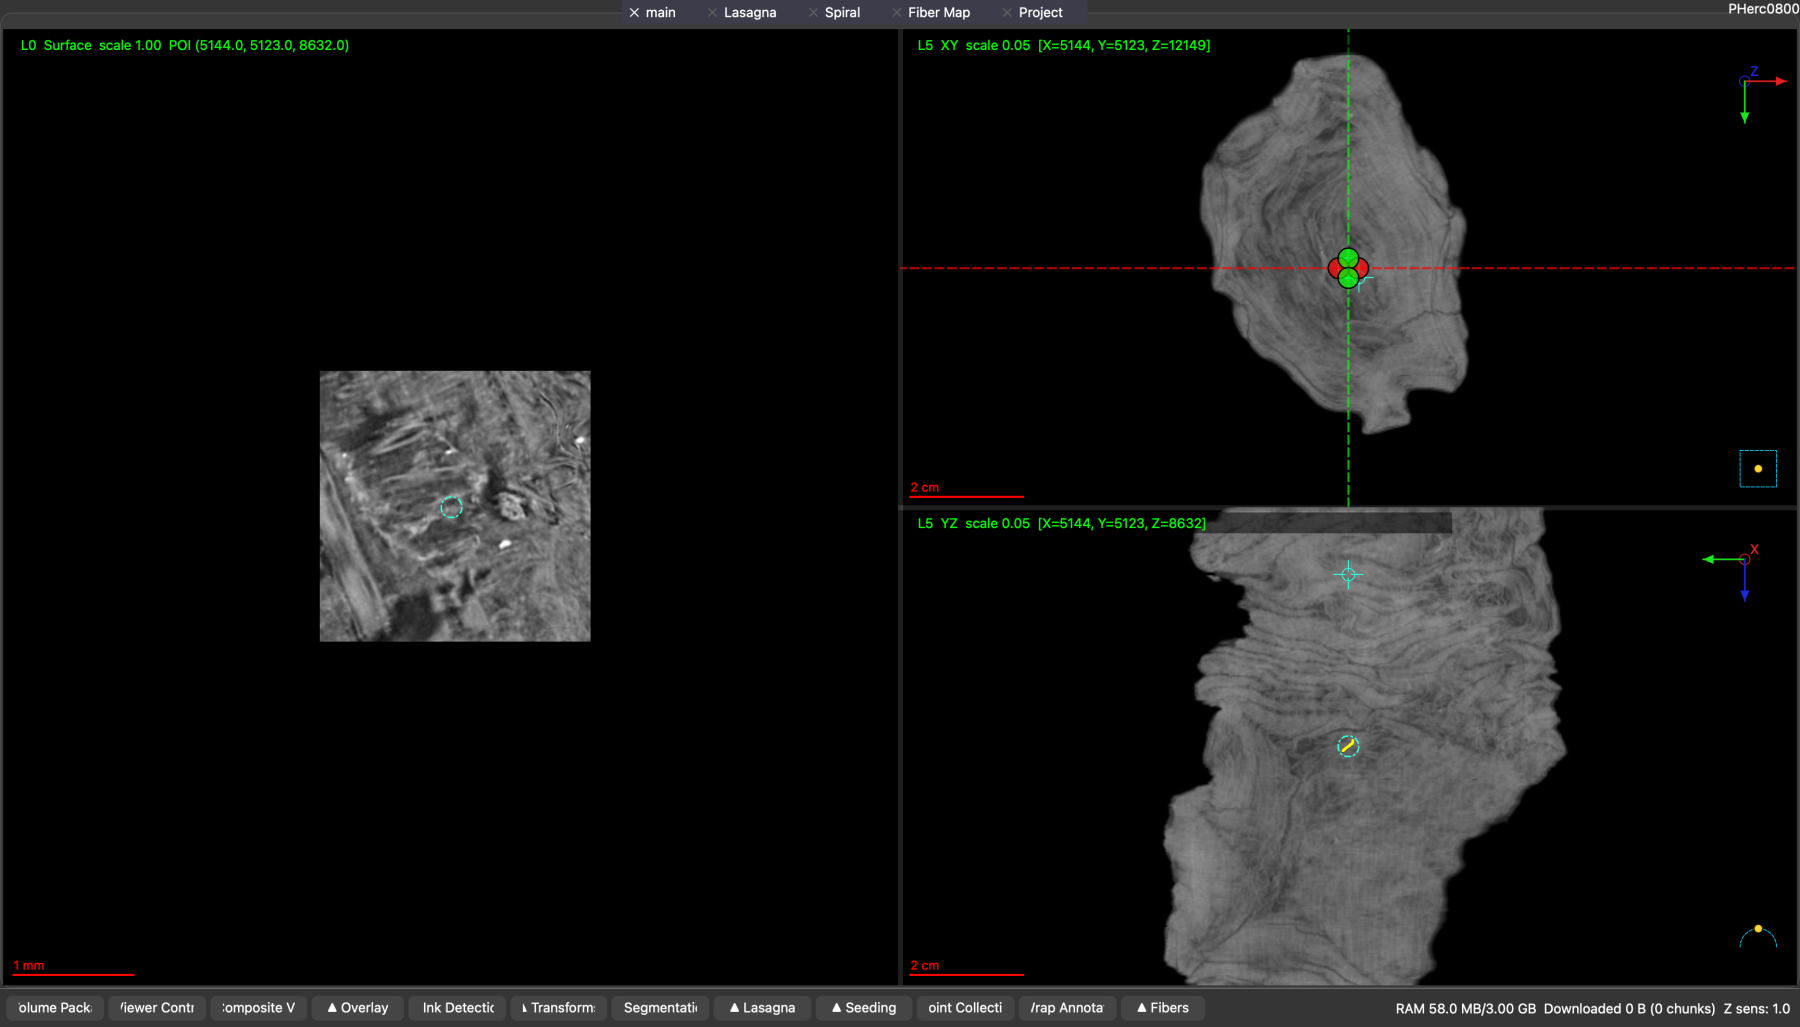 main Lasagna Spiral Fiber Map Project
PHerc0800
L0 Surface scale 1.00 POI (5144.0, 5123.0, 8632.0)
1 mm
L5 XY scale 0.05 [X=5144, Y=5123, Z=12149]
Z
2 cm
L5 YZ scale 0.05 [X=5144, Y=5123, Z=8632]
X
2 cm
olume Pack iewer Contr omposite V Overlay Ink Detectic Transform Segmentati Lasagna Seeding oint Collecti rap Annota Fibers
RAM 58.0 MB/3.00 GB Downloaded 0 B (0 chunks) Z sens: 1.0